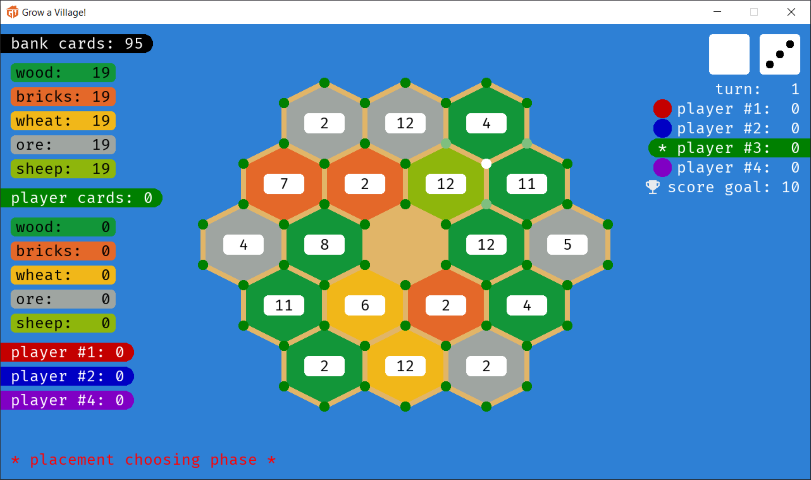 Grow a Village!
bank cards: 95
wood: 19
bricks: 19
wheat: 19
ore: 19
sheep: 19
player cards: 0
wood: 0
bricks: 0
wheat: 0
ore: 0
sheep: 0
player #1: 0
player #2: 0
player #4: 0
* placement choosing phase *
2 12 4
7 2 12 11
4 8 12 5
11 6 2 4
2 12 2
turn: 1
player #1: 0
player #2: 0
* player #3: 0
player #4: 0
score goal: 10